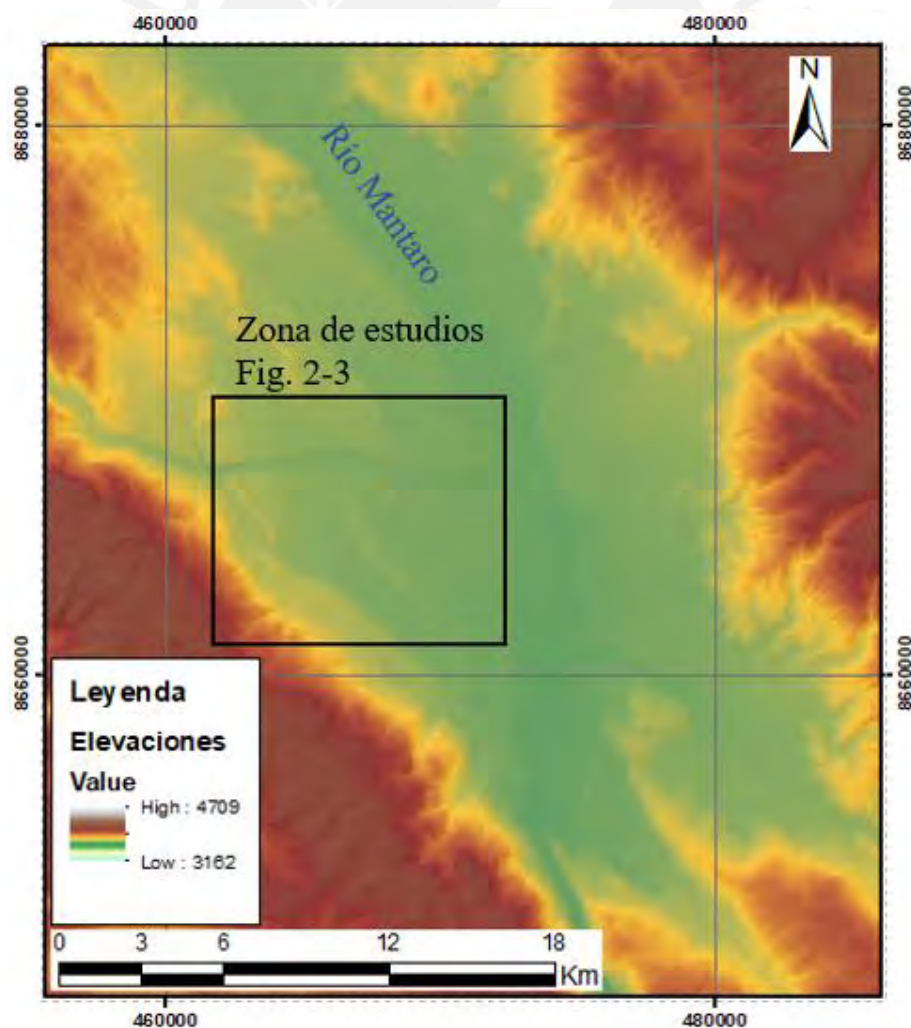 460000 480000
N
8680000 8680000
Río Mantaro
Zona de estudios
Fig. 2-3
8660000 8660000
Leyenda
Elevaciones
Value
High : 4709
Low : 3162
0 3 6 12 18
Km
460000 480000